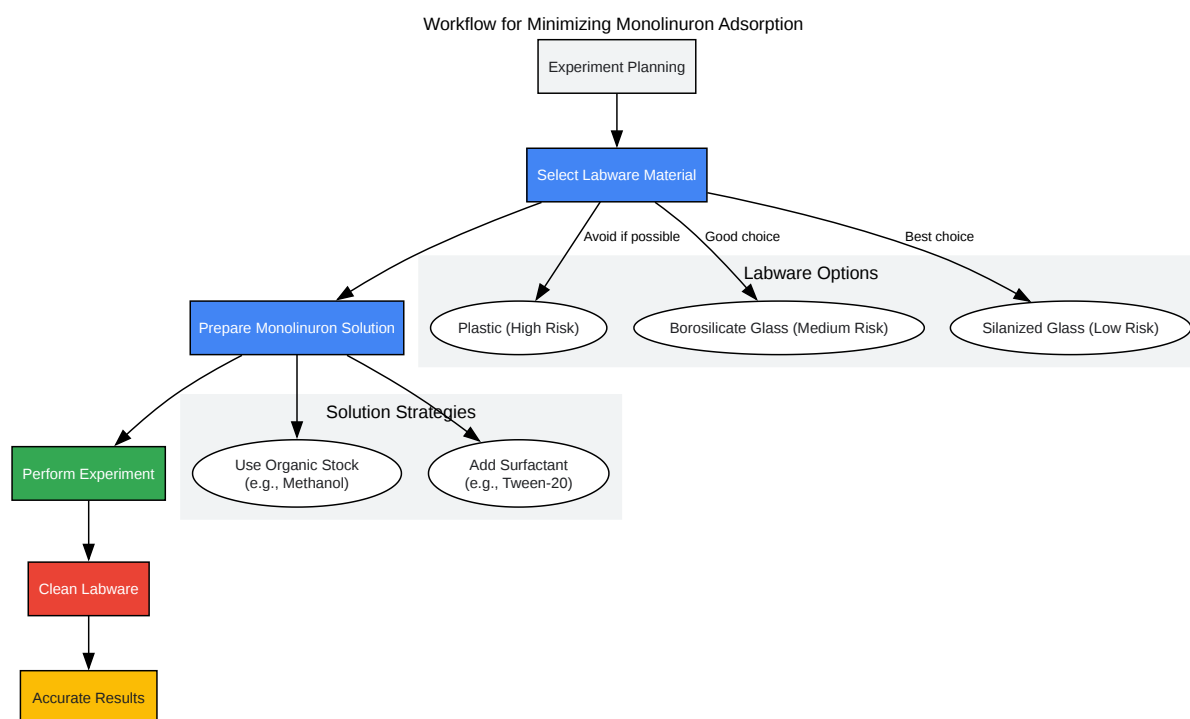 Workflow for Minimizing Monolinuron Adsorption
Experiment Planning
Select Labware Material
Avoid if possible
Good choice
Best choice
Labware Options
Prepare Monolinuron Solution
Plastic (High Risk)
Borosilicate Glass (Medium Risk)
Silanized Glass (Low Risk)
Solution Strategies
Perform Experiment
Use Organic Stock
(e.g., Methanol)
Add Surfactant
(e.g., Tween-20)
Clean Labware
Accurate Results